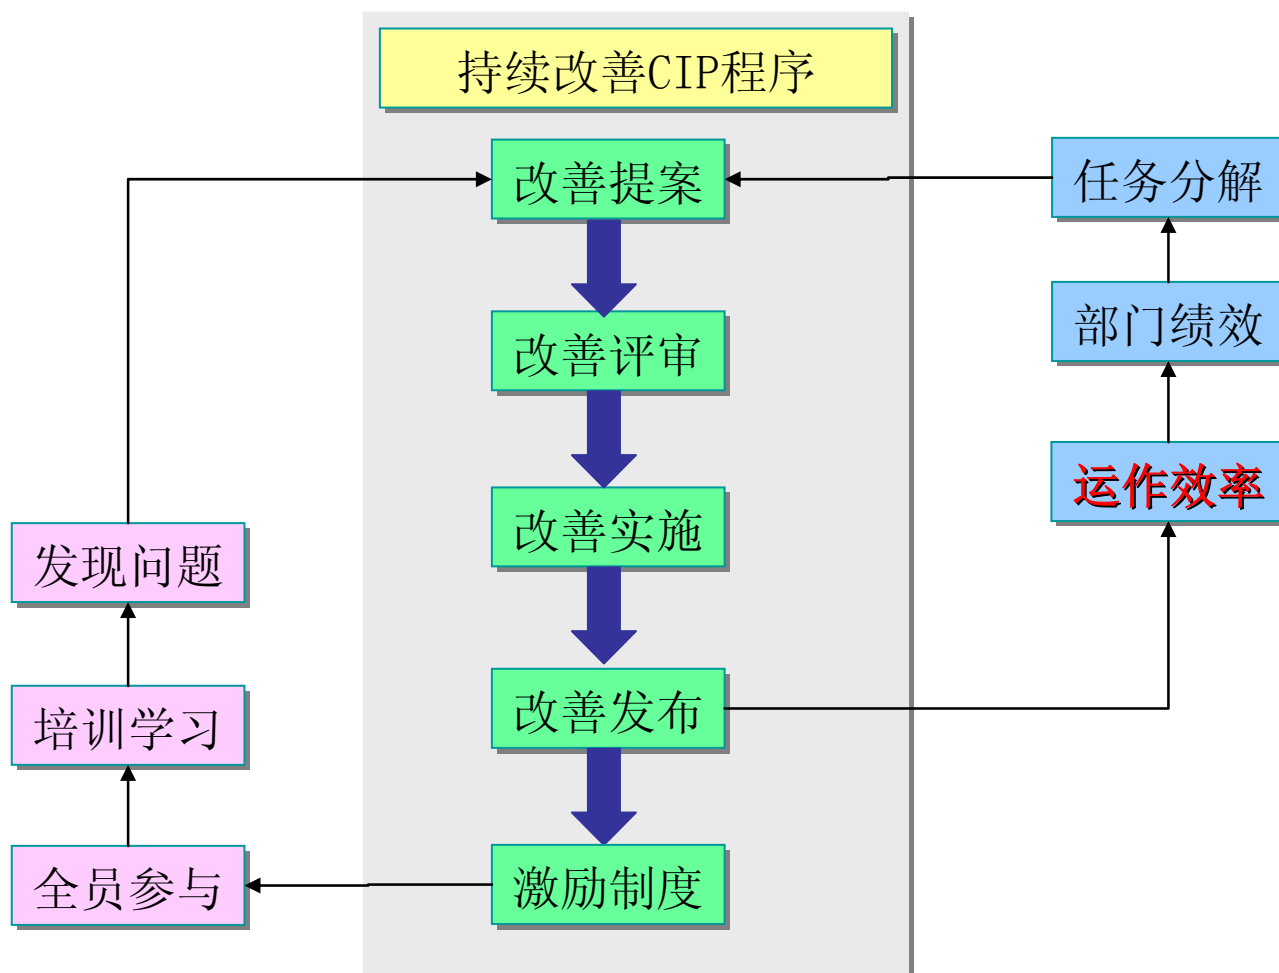 持续改善CIP程序
改善提案
任务分解
改善评审
部门绩效
运作效率
改善实施
发现问题
改善发布
培训学习
激励制度
全员参与